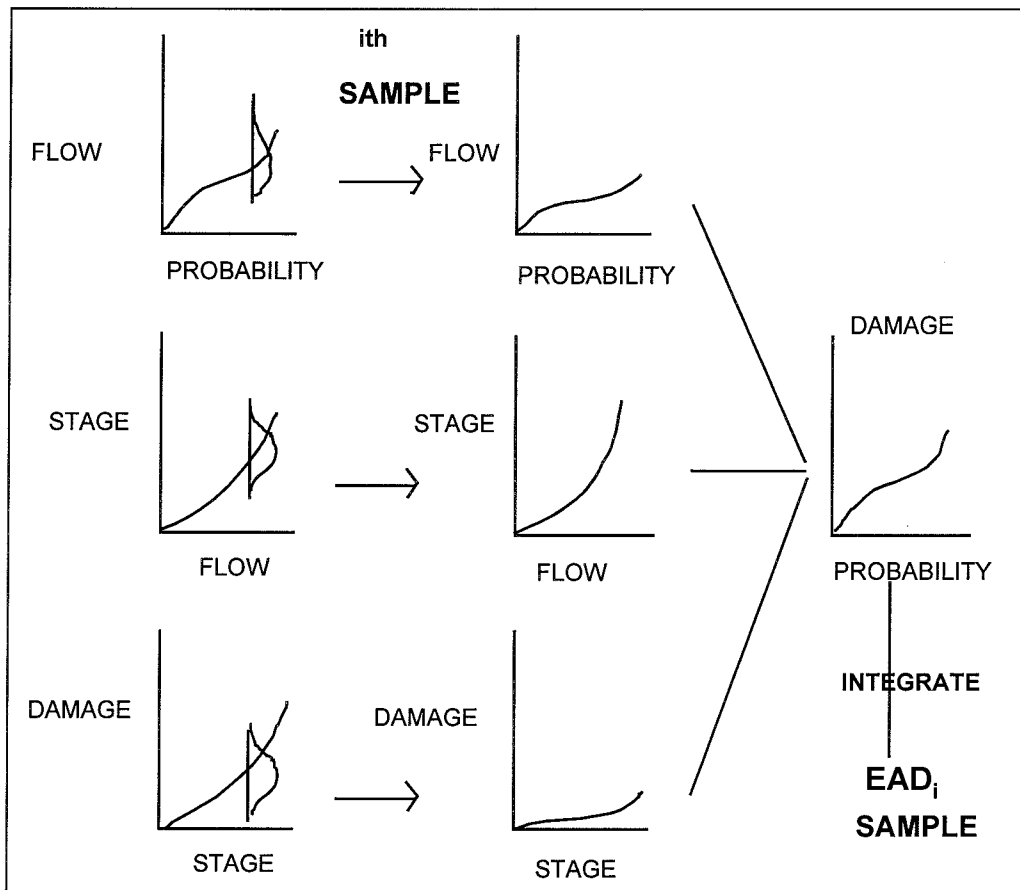 ith
SAMPLE
FLOW
FLOW
PROBABILITY
PROBABILITY
DAMAGE
STAGE
STAGE
FLOW
FLOW
PROBABILITY
INTEGRATE
DAMAGE
DAMAGE
EADi
SAMPLE
STAGE
STAGE